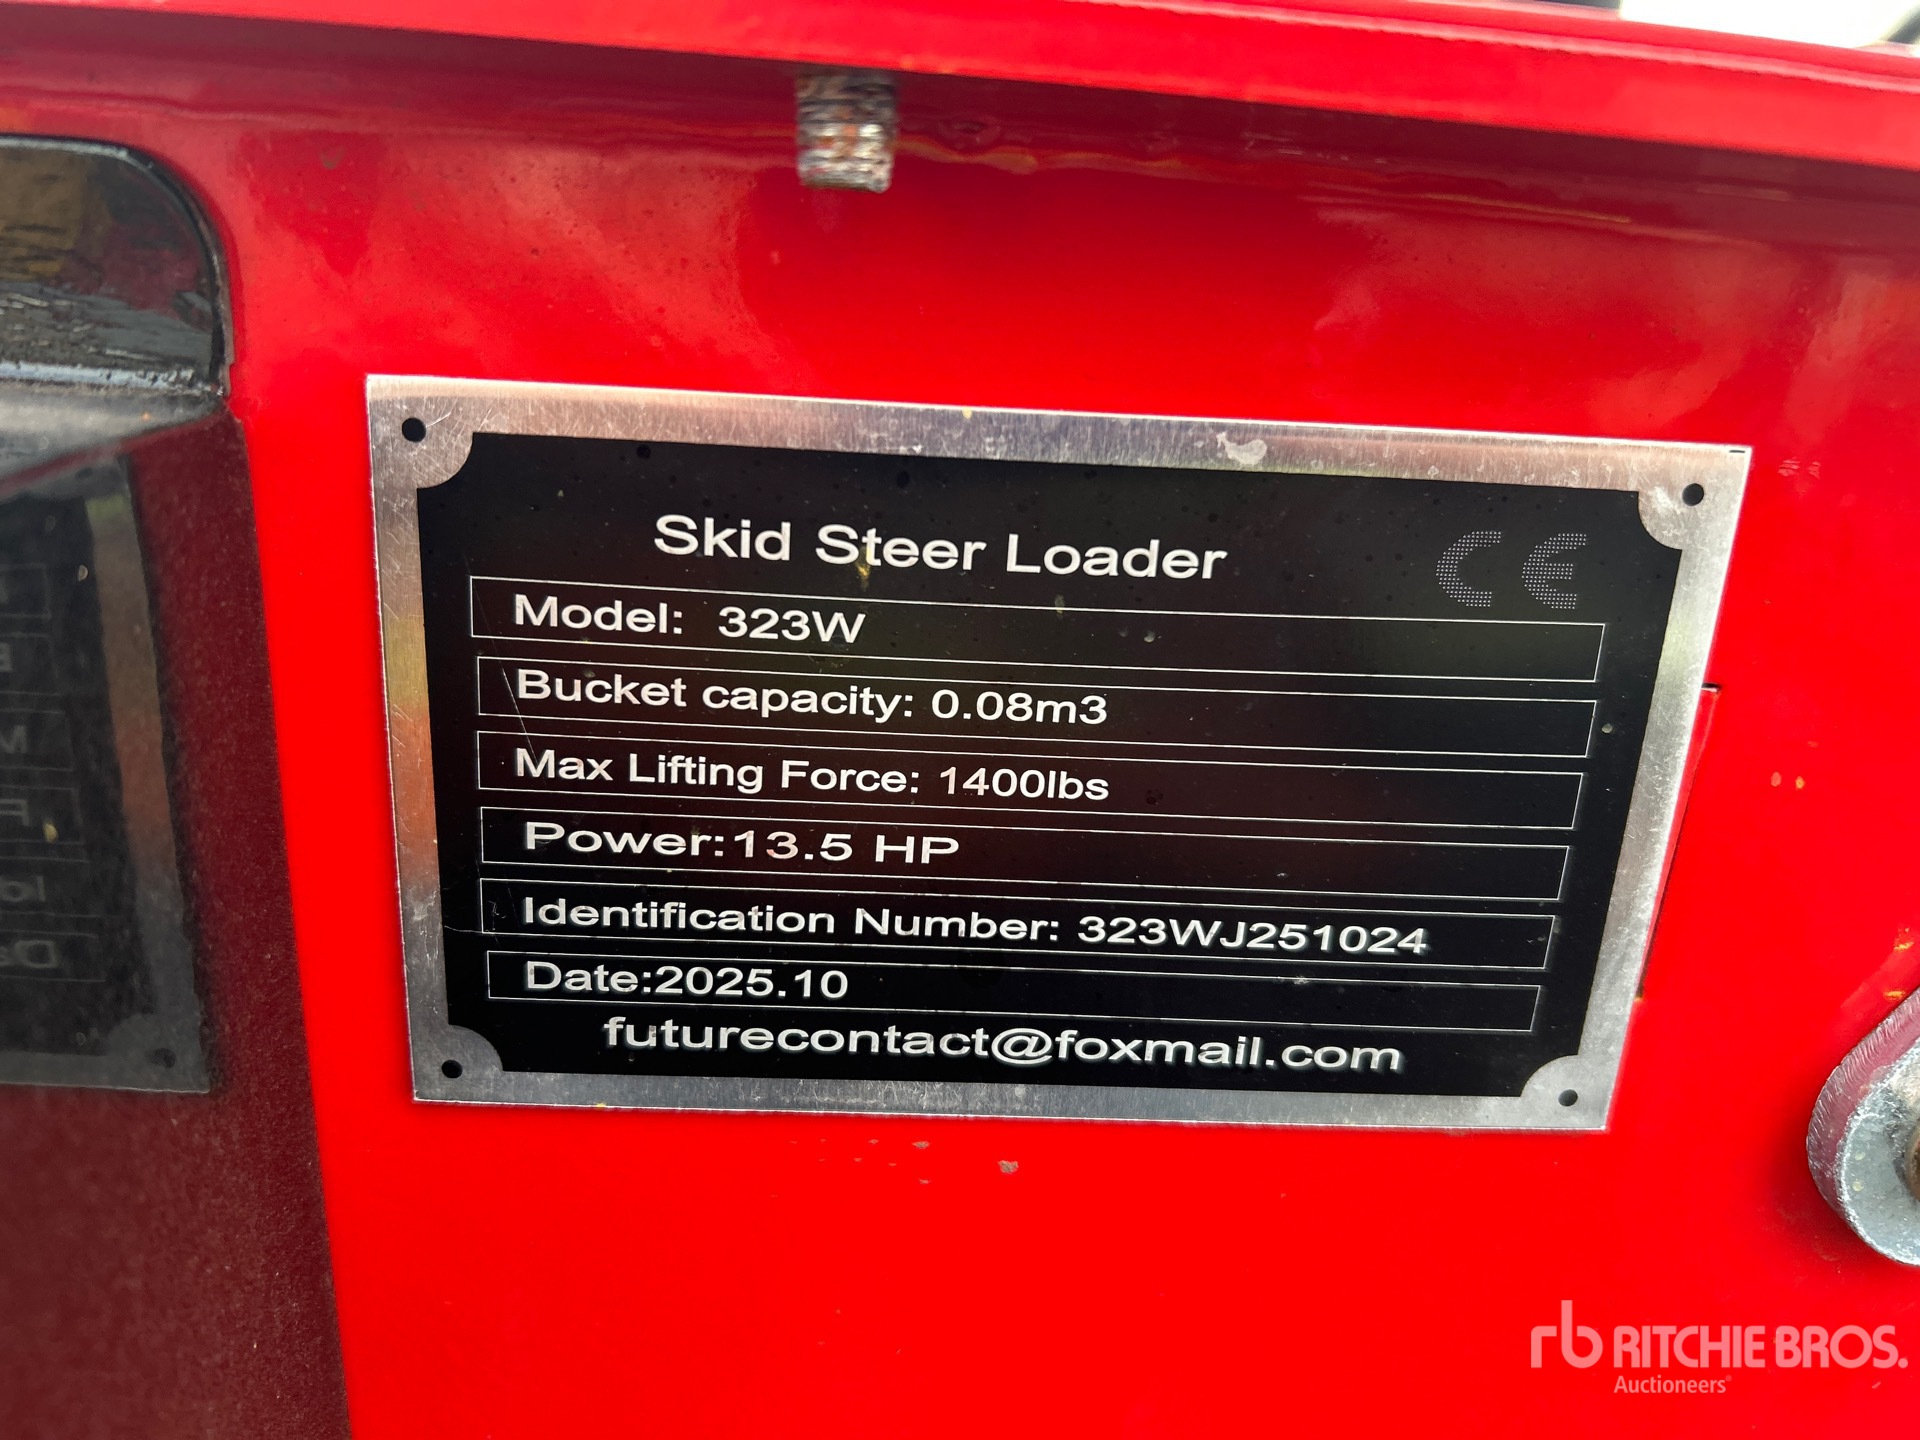 Skid Steer Loader
CE
Model: 323W
Bucket capacity: 0.08m3
Max Lifting Force: 1400lbs
Power:13.5 HP
Identification Number: 323WJ251024
Date:2025.10
futurecontact@foxmail.com
rb RITCHIE BROS.
Auctioneers